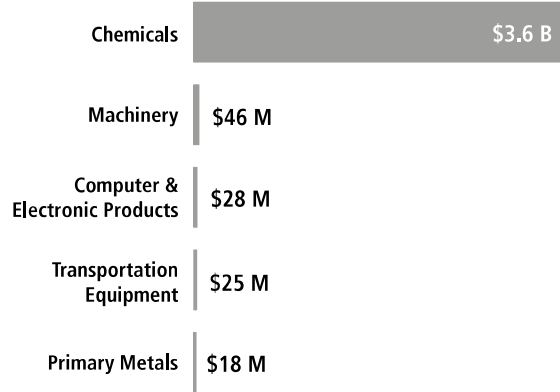 Chemicals $3.6 B
Machinery $46 M
Computer &
Electronic Products $28 M
Transportation
Equipment $25 M
Primary Metals $18 M